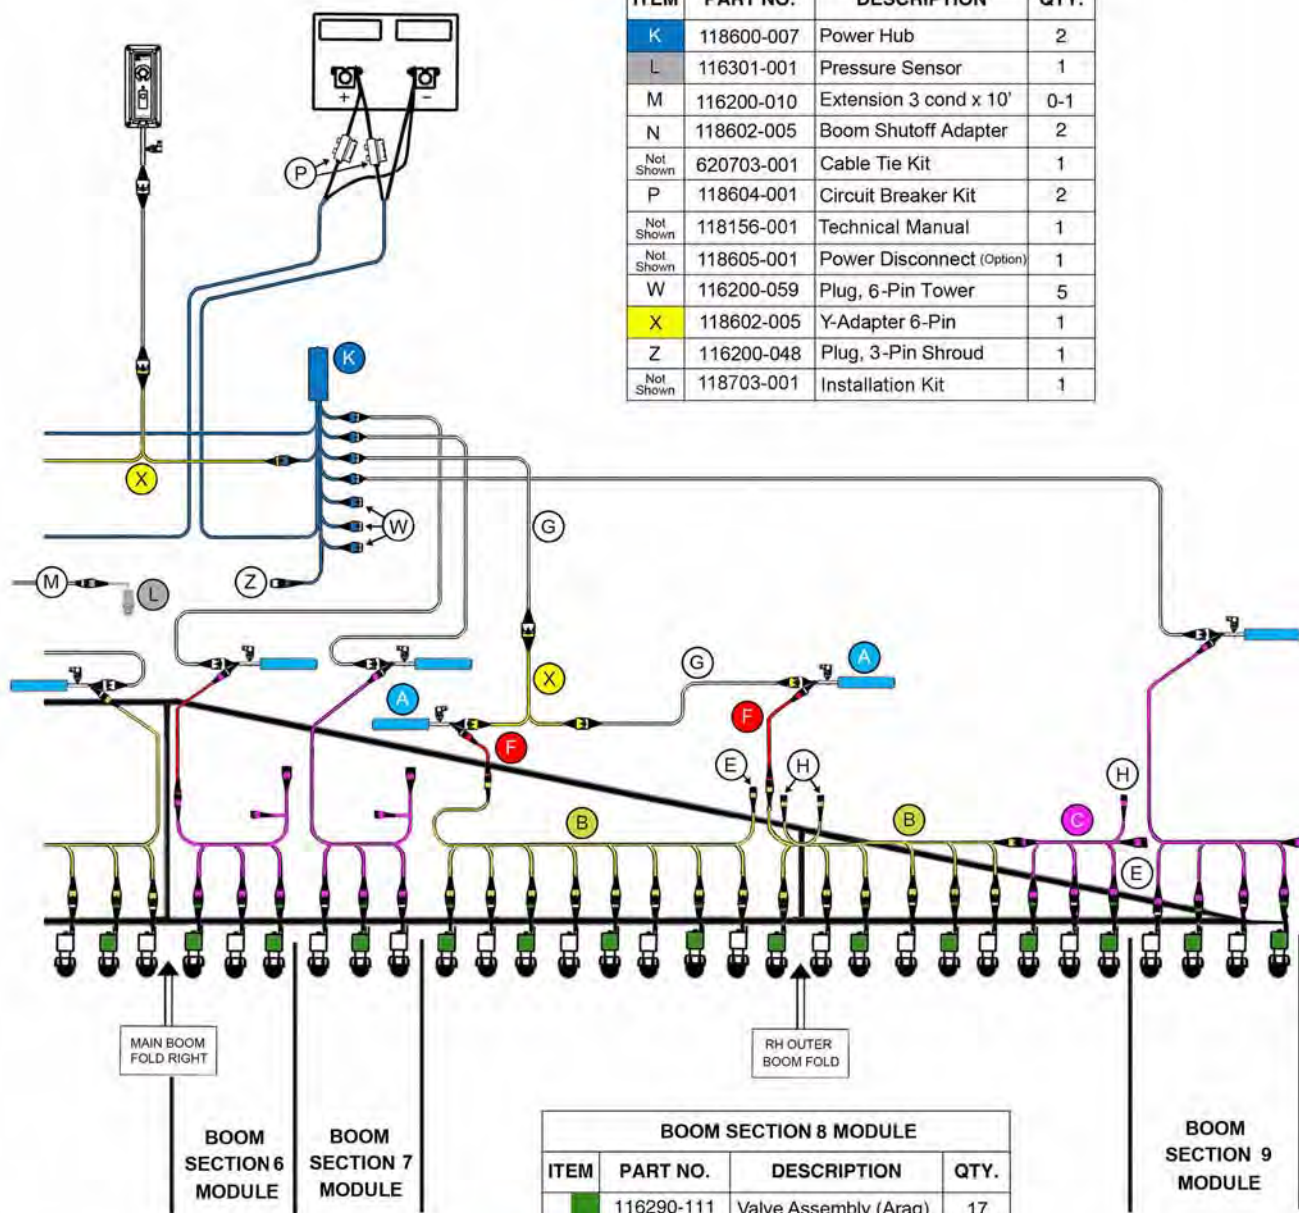 ITEM PART NO. DESCRIPTION QTY.
K 118600-007 Power Hub 2
L 116301-001 Pressure Sensor 1
M 116200-010 Extension 3 cond x 10' 0-1
N 118602-005 Boom Shutoff Adapter 2
Not Shown 620703-001 Cable Tie Kit 1
P 118604-001 Circuit Breaker Kit 2
Not Shown 118156-001 Technical Manual 1
Not Shown 118605-001 Power Disconnect (Option) 1
W 116200-059 Plug, 6-Pin Tower 5
X 118602-005 Y-Adapter 6-Pin 1
Z 116200-048 Plug, 3-Pin Shroud 1
Not Shown 118703-001 Installation Kit 1
+ −
P
K
X
W
G
M
L
Z
G
A
X
A
F
F
E
H
H
B
B
C
E
MAIN BOOM
FOLD RIGHT
RH OUTER
BOOM FOLD
BOOM
SECTION 6
MODULE
BOOM
SECTION 7
MODULE
BOOM SECTION 8 MODULE
ITEM PART NO. DESCRIPTION QTY.
116290-111 Valve Assembly (Arag) 17
BOOM
SECTION 9
MODULE